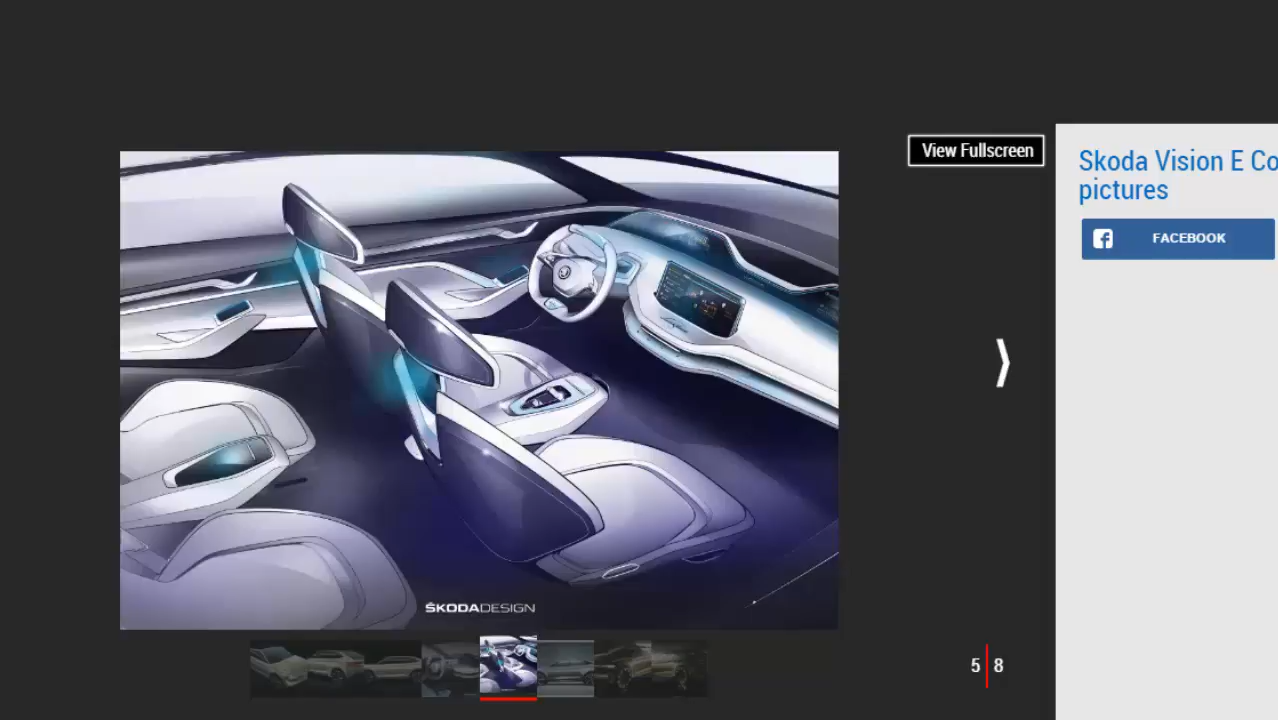 View Fullscreen
Skoda Vision E Co
pictures
FACEBOOK
ŠKODADESIGN
5 8